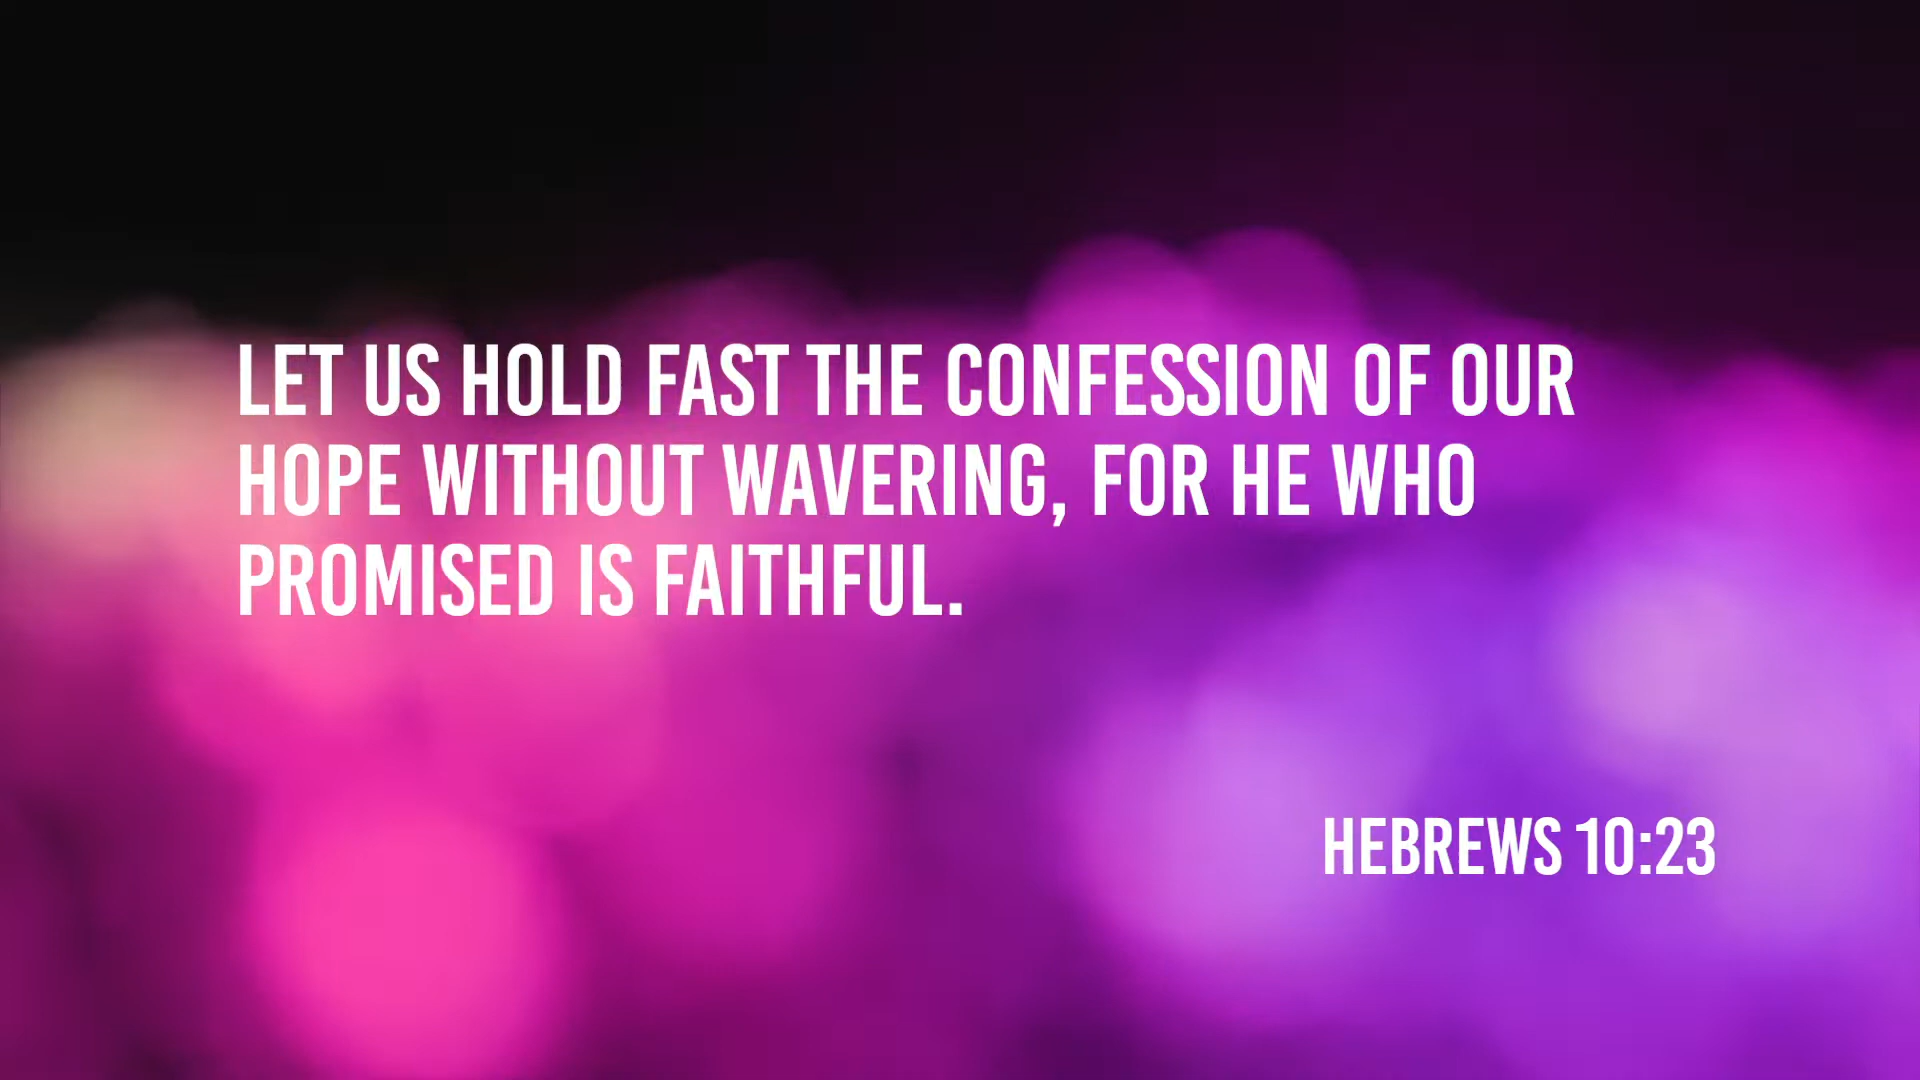 LET US HOLD FAST THE CONFESSION OF OUR
HOPE WITHOUT WAVERING, FOR HE WHO
PROMISED IS FAITHFUL.
HEBREWS 10:23